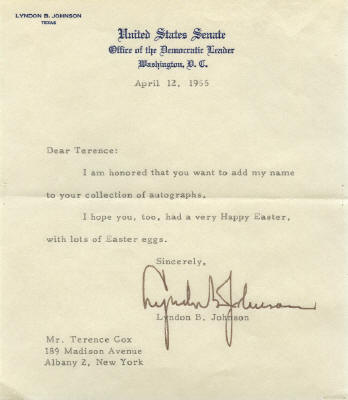 LYNDON B. JOHNSON
TEXAS
United States Senate
Office of the Democratic Leader
Washington, D. C.
April 12, 1955
Dear Terence:
I am honored that you want to add my name
to your collection of autographs.
I hope you, too, had a very Happy Easter,
with lots of Easter eggs.
Sincerely,
Lyndon B. Johnson
Lyndon B. Johnson
Mr. Terence Cox
189 Madison Avenue
Albany 2, New York